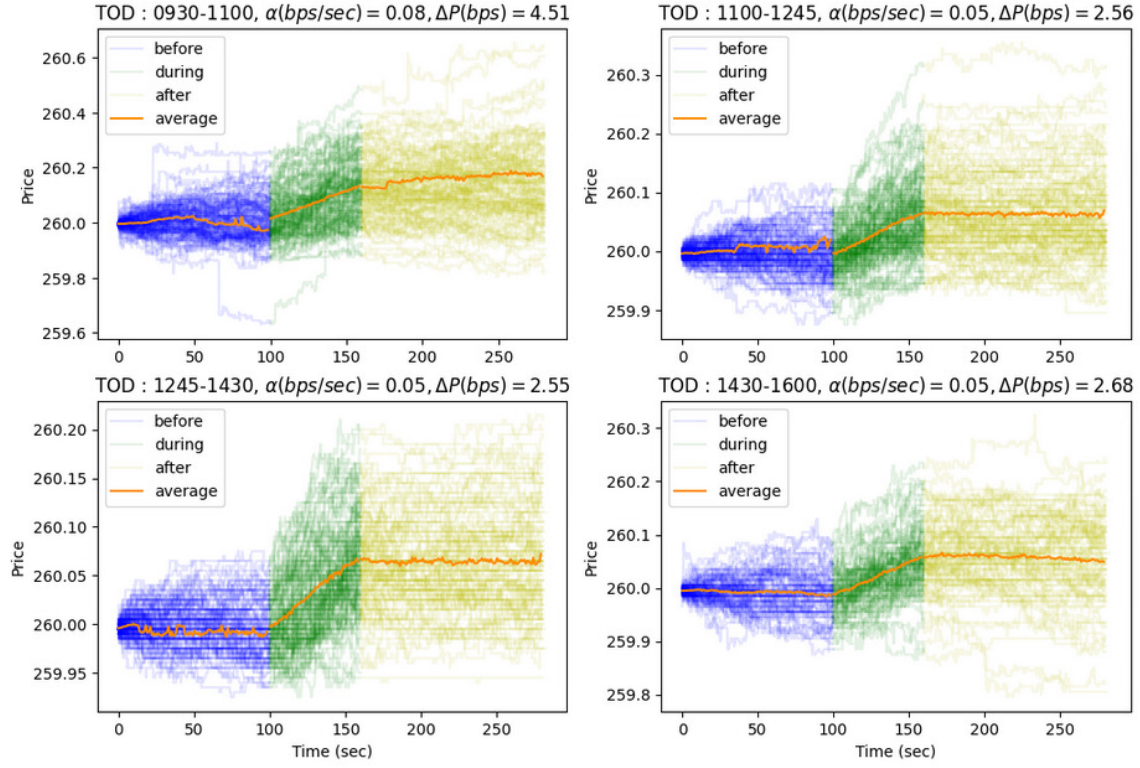 TOD : 0930-1100, α(bps/sec) = 0.08, ΔP(bps) = 4.51
before
during
after
average
260.6
260.4
260.2
260.0
259.8
259.6
Price
0 50 100 150 200 250
TOD : 1100-1245, α(bps/sec) = 0.05, ΔP(bps) = 2.56
before
during
after
average
260.3
260.2
260.1
260.0
259.9
Price
0 50 100 150 200 250
TOD : 1245-1430, α(bps/sec) = 0.05, ΔP(bps) = 2.55
before
during
after
average
260.20
260.15
260.10
260.05
260.00
259.95
Price
0 50 100 150 200 250
Time (sec)
TOD : 1430-1600, α(bps/sec) = 0.05, ΔP(bps) = 2.68
before
during
after
average
260.3
260.2
260.1
260.0
259.9
259.8
Price
0 50 100 150 200 250
Time (sec)